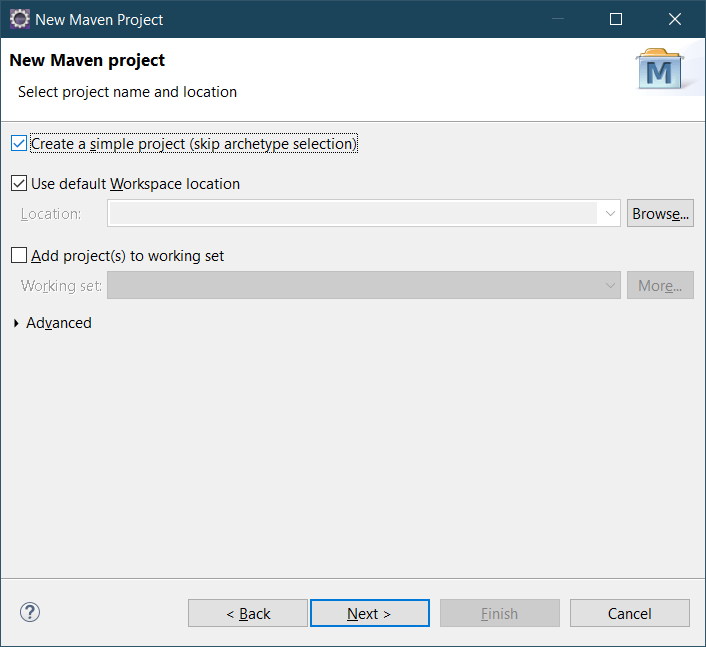 New Maven Project
New Maven project
Select project name and location
M
Create a simple project (skip archetype selection)
Use default Workspace location
Location:
Browse...
Add project(s) to working set
Working set:
More...
Advanced
?
< Back
Next >
Finish
Cancel